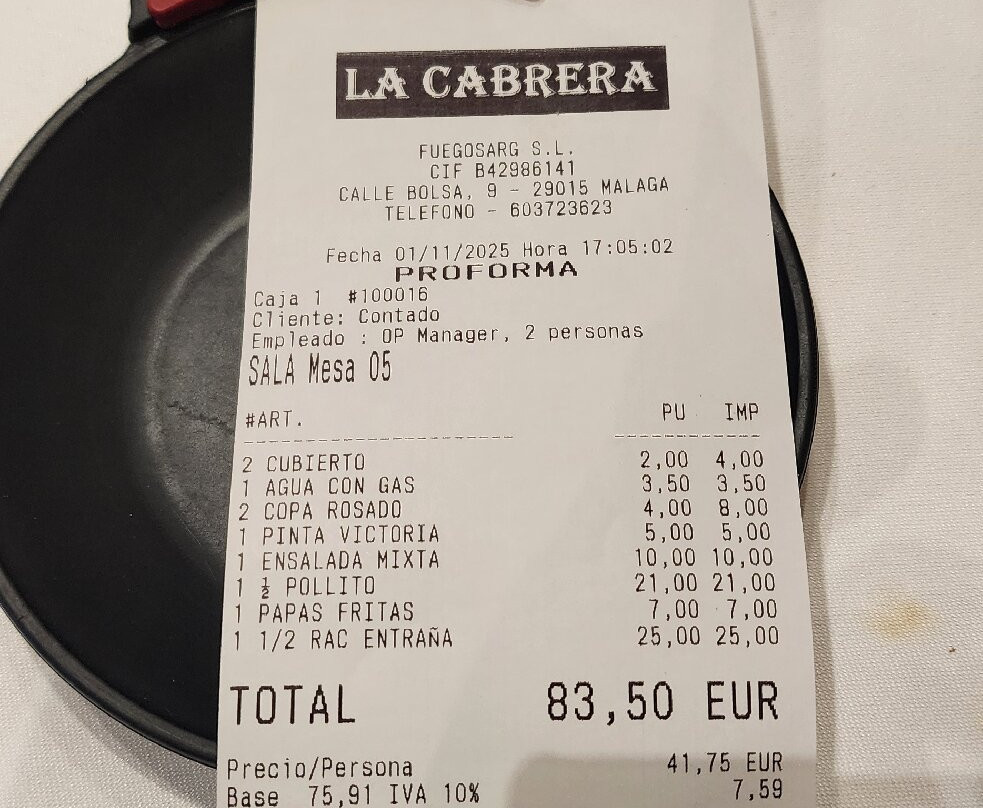 LA CABRERA
FUEGOSARG S.L.
CIF B42986141
CALLE BOLSA, 9 - 29015 MALAGA
TELEFONO - 603723623
Fecha 01/11/2025 Hora 17:05:02
PROFORMA
Caja 1 #100016
Cliente: Contado
Empleado : OP Manager, 2 personas
SALA Mesa 05
#ART. PU IMP
2 CUBIERTO 2,00 4,00
1 AGUA CON GAS 3,50 3,50
2 COPA ROSADO 4,00 8,00
1 PINTA VICTORIA 5,00 5,00
1 ENSALADA MIXTA 10,00 10,00
1 ½ POLLITO 21,00 21,00
1 PAPAS FRITAS 7,00 7,00
1 1/2 RAC ENTRAÑA 25,00 25,00
TOTAL 83,50 EUR
Precio/Persona 41,75 EUR
Base 75,91 IVA 10% 7,59